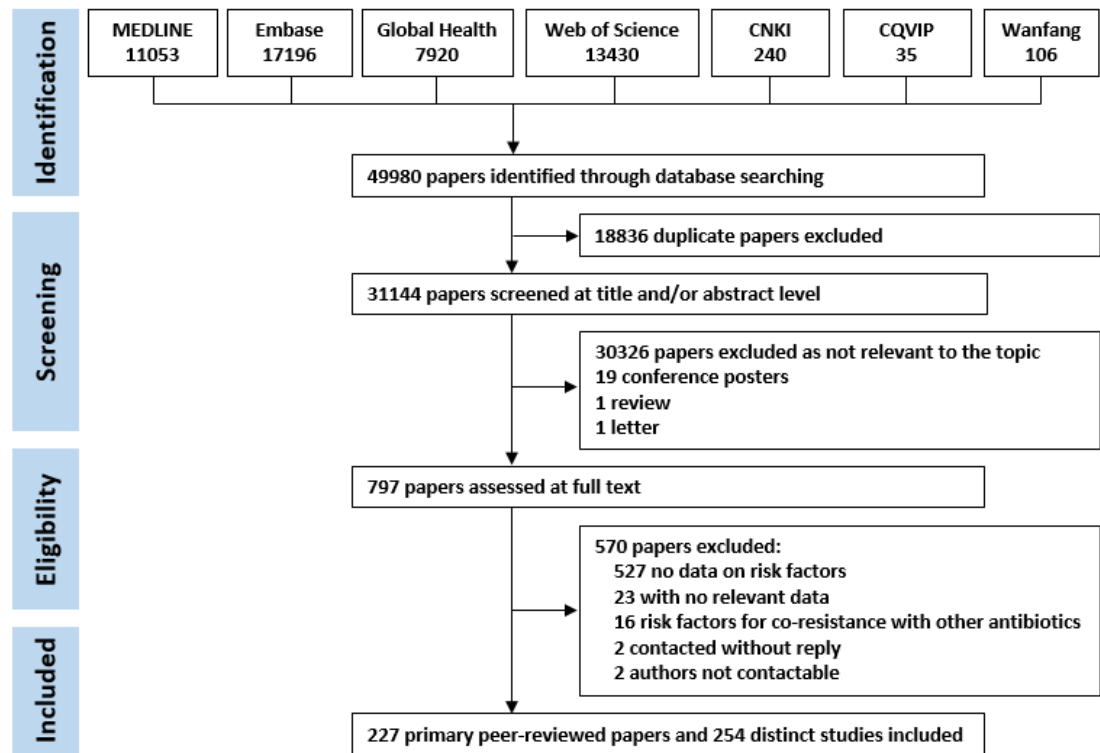 Identification
MEDLINE
11053
Embase
17196
Global Health
7920
Web of Science
13430
CNKI
240
CQVIP
35
Wanfang
106
49980 papers identified through database searching
Screening
18836 duplicate papers excluded
31144 papers screened at title and/or abstract level
30326 papers excluded as not relevant to the topic
19 conference posters
1 review
1 letter
Eligibility
797 papers assessed at full text
570 papers excluded:
527 no data on risk factors
23 with no relevant data
16 risk factors for co-resistance with other antibiotics
2 contacted without reply
2 authors not contactable
Included
227 primary peer-reviewed papers and 254 distinct studies included